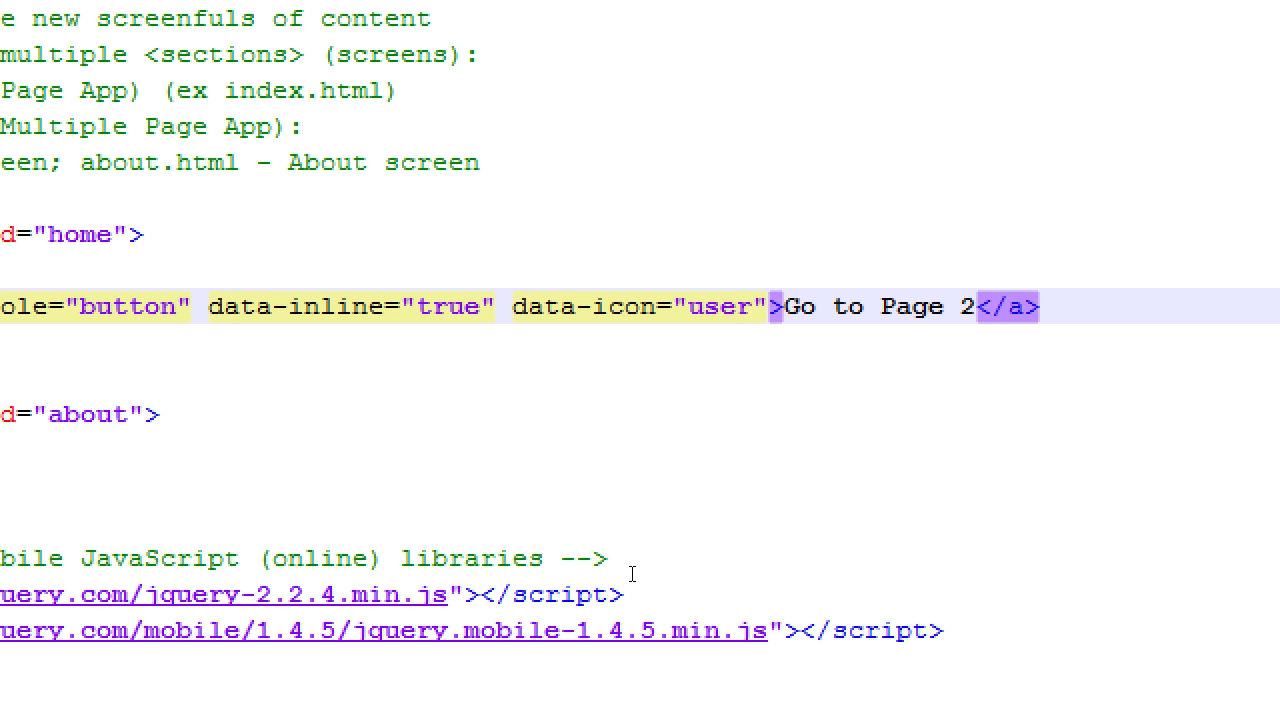 e new screenfuls of content
multiple <sections> (screens):
Page App) (ex index.html)
Multiple Page App):
een; about.html - About screen
d="home">
ole="button" data-inline="true" data-icon="user">Go to Page 2</a>
d="about">
bile JavaScript (online) libraries -->
uery.com/jquery-2.2.4.min.js"></script>
uery.com/mobile/1.4.5/jquery.mobile-1.4.5.min.js"></script>